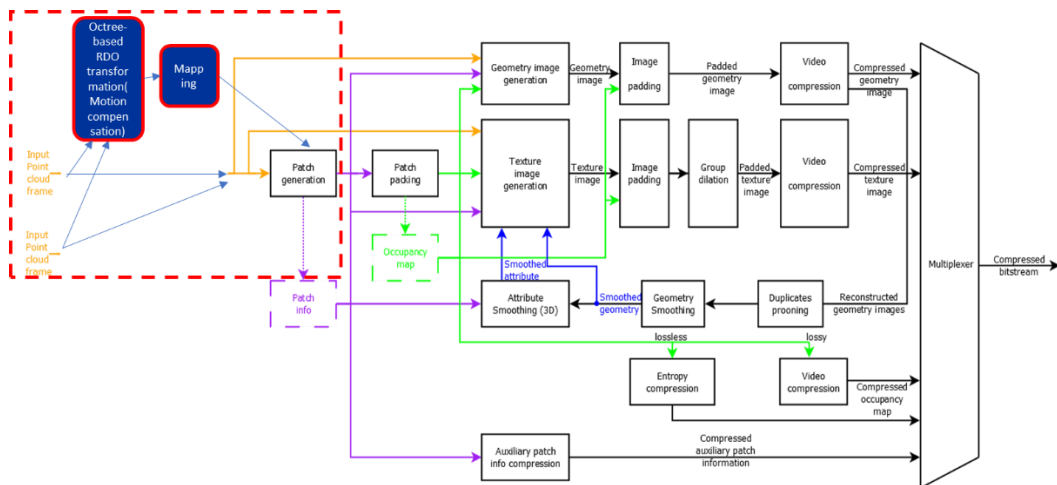 Octree-
based
RDO
transfor
mation(
Motion
compen
sation)
Mapp
ing
Input
Point
cloud
frame
Input
Point
cloud
frame
Patch
generation
Patch
packing
Patch
info
Occupancy
map
Geometry image
generation
Geometry
image
Image
padding
Padded
geometry
image
Video
compression
Compressed
geometry
image
Texture
image
generation
Texture
image
Image
padding
Group
dilation
Padded
texture
image
Video
compression
Compressed
texture
image
Smoothed
attribute
Attribute
Smoothing (3D)
Smoothed
geometry
Geometry
Smoothing
Duplicates
prooning
Reconstructed
geometry images
lossless
lossy
Entropy
compression
Video
compression
Compressed
occupancy
map
Auxiliary patch
info compression
Compressed
auxiliary patch
information
Multiplexer
Compressed
bitstream